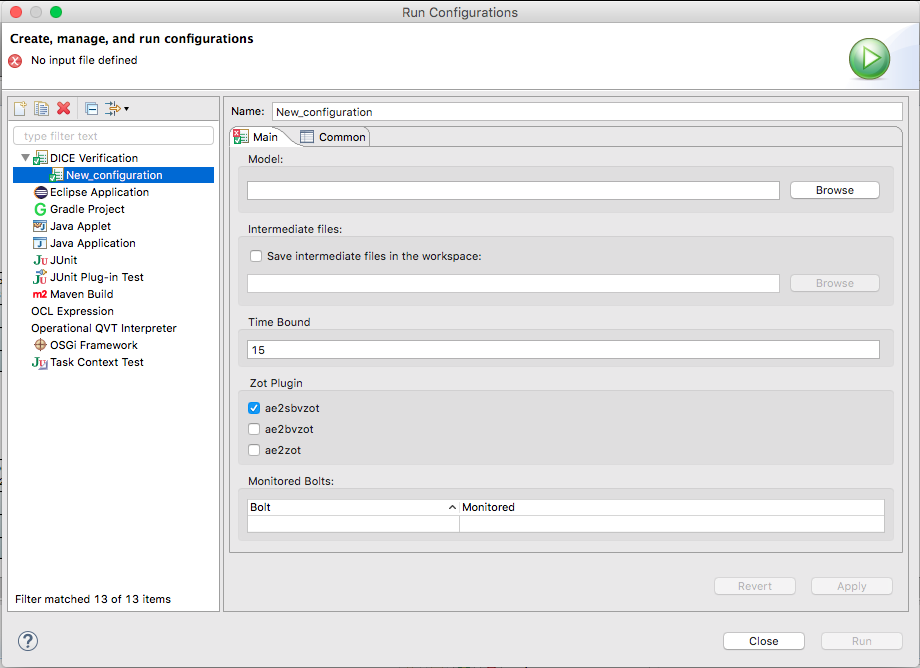 Run Configurations
Create, manage, and run configurations
No input file defined
type filter text
DICE Verification
New_configuration
Eclipse Application
Gradle Project
Java Applet
Java Application
JUnit
JUnit Plug-in Test
m2 Maven Build
OCL Expression
Operational QVT Interpreter
OSGi Framework
Task Context Test
Filter matched 13 of 13 items
Name: New_configuration
Main Common
Model:
Browse
Intermediate files:
Save intermediate files in the workspace:
Browse
Time Bound
15
Zot Plugin
ae2sbvzot
ae2bvzot
ae2zot
Monitored Bolts:
Bolt Monitored
Revert Apply
? Close Run